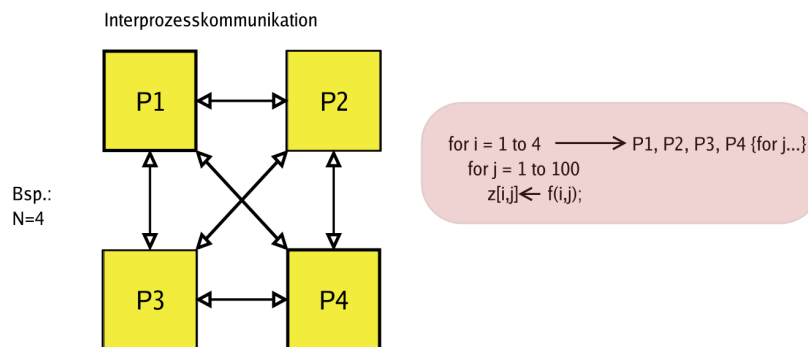 Interprozesskommunikation
P1
P2
Bsp.:
N=4
P3
P4
for i = 1 to 4 → P1, P2, P3, P4 {for j...}
for j = 1 to 100
z[i,j]← f(i,j);